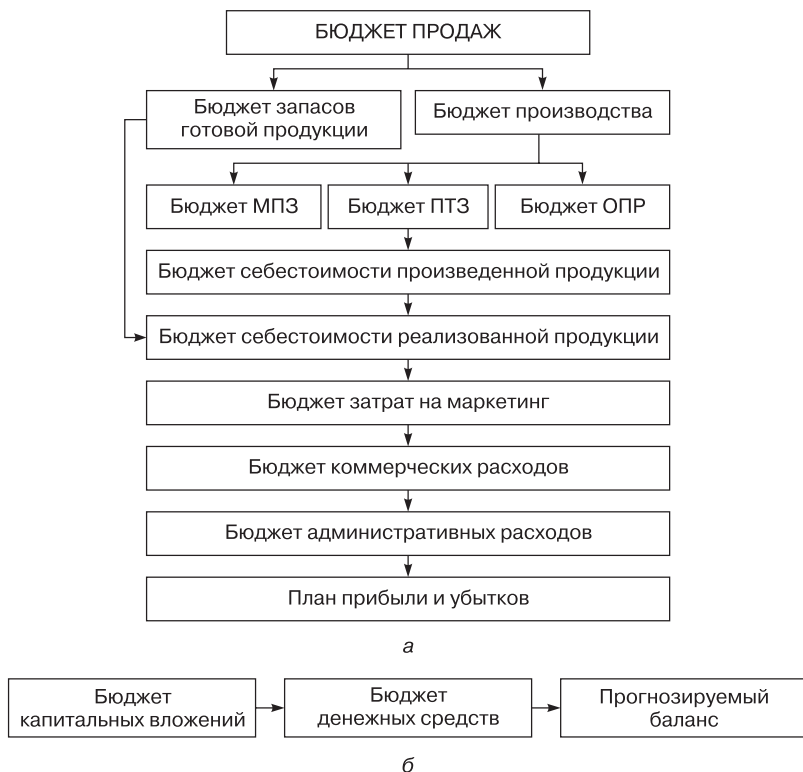 БЮДЖЕТ ПРОДАЖ
Бюджет запасов
готовой продукции
Бюджет производства
Бюджет МПЗ
Бюджет ПТЗ
Бюджет ОПР
Бюджет себестоимости произведенной продукции
Бюджет себестоимости реализованной продукции
Бюджет затрат на маркетинг
Бюджет коммерческих расходов
Бюджет административных расходов
План прибыли и убытков
а
Бюджет
капитальных вложений
Бюджет
денежных средств
Прогнозируемый
баланс
б